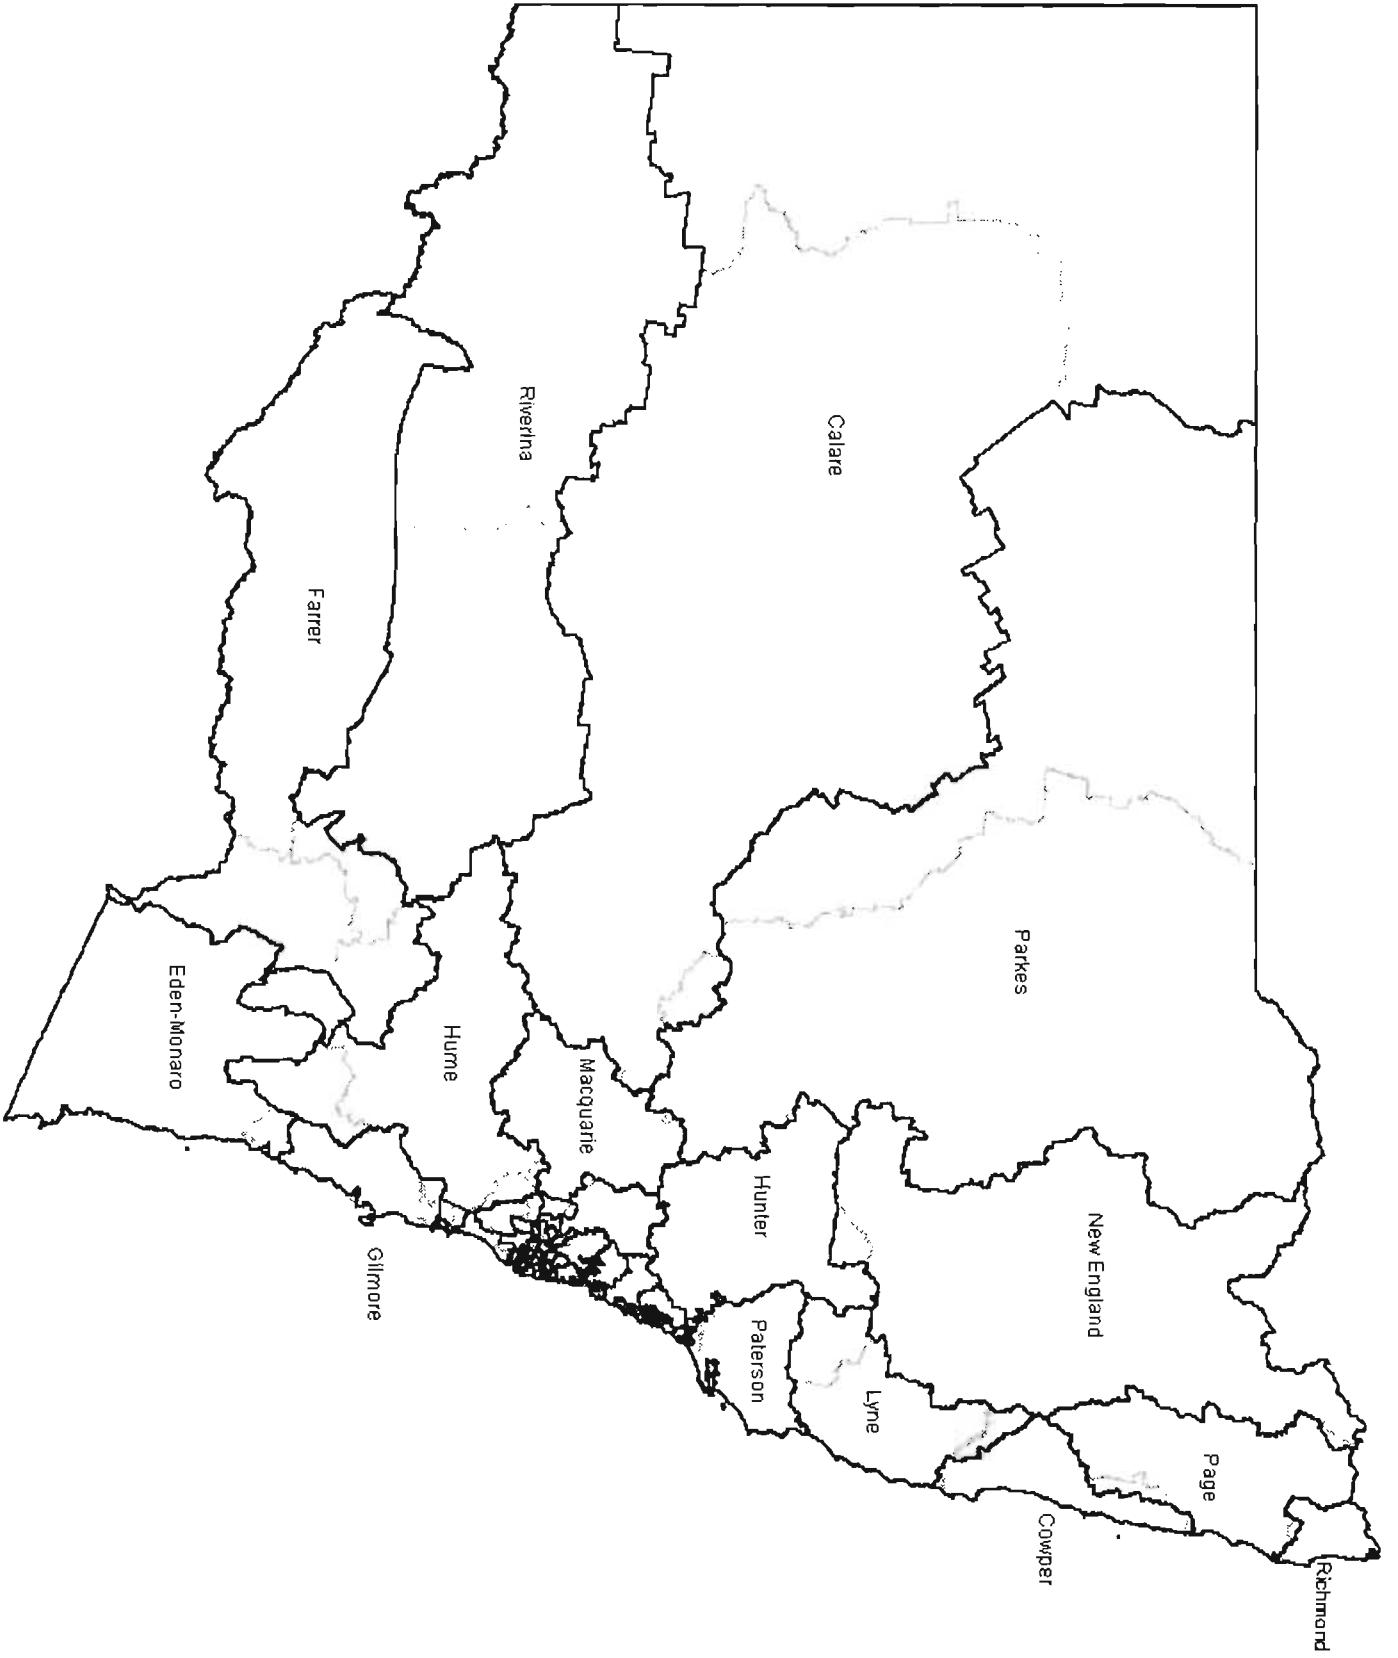 Richmond
Page
Cowper
New England
Parkes
Lyne
Calare
Paterson
Hunter
Macquarie
Riverina
Hume
Gilmore
Farrer
Eden-Monaro